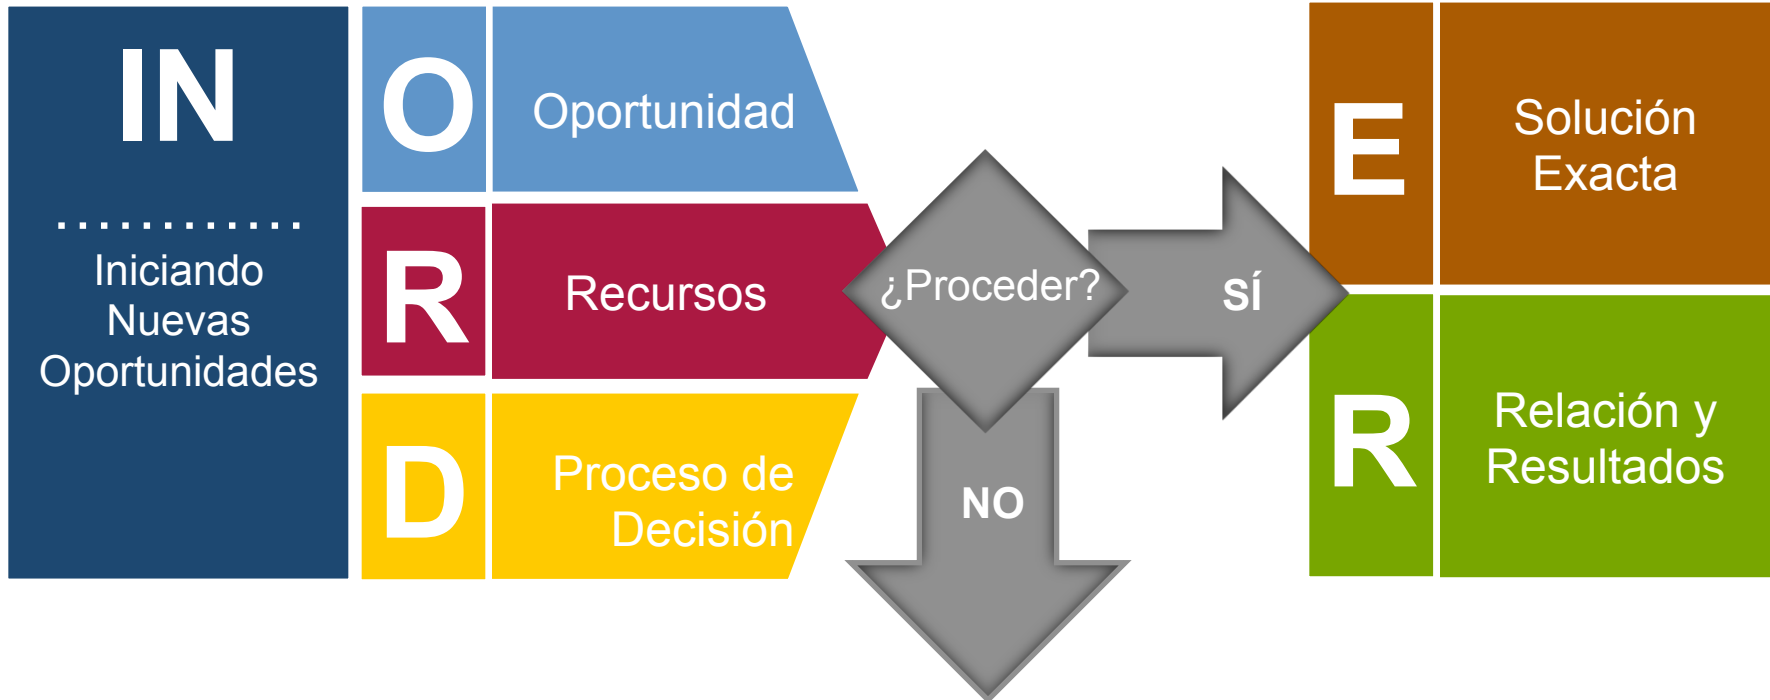 IN
............
Iniciando
Nuevas
Oportunidades
O
Oportunidad
R
Recursos
D
Proceso de
Decisión
¿Proceder?
SÍ
NO
E
Solución
Exacta
R
Relación y
Resultados